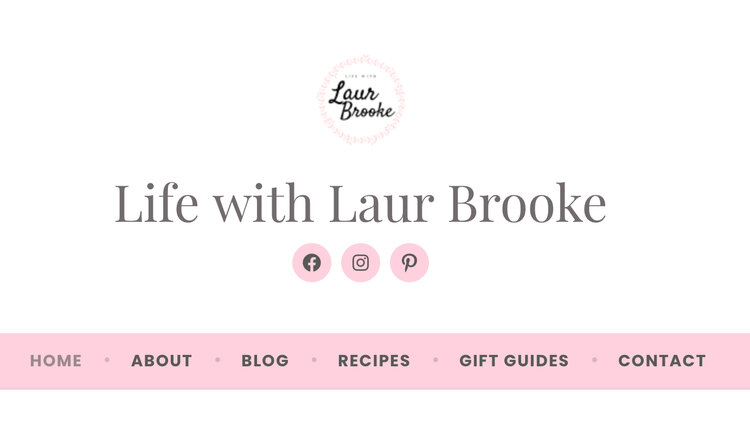 LIFE WITH
Laur
Brooke
Life with Laur Brooke
HOME • ABOUT • BLOG • RECIPES • GIFT GUIDES • CONTACT